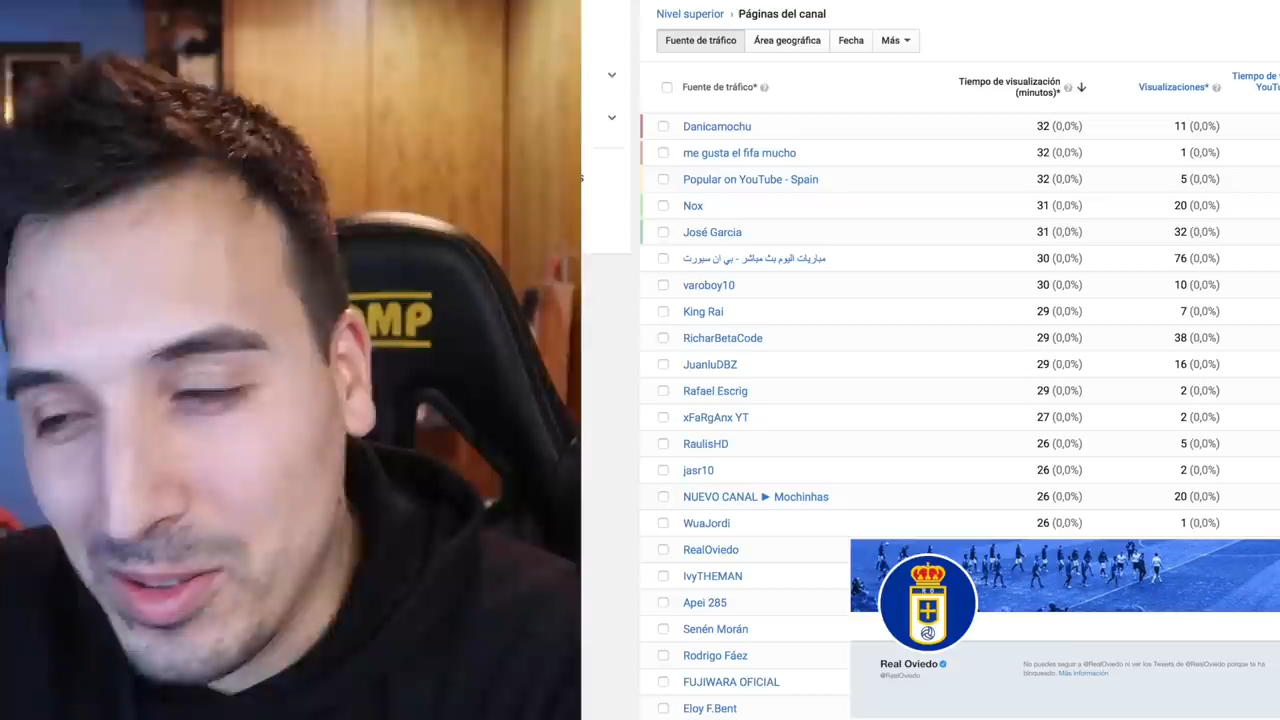 Nivel superior › Páginas del canal
Fuente de tráfico Área geográfica Fecha Más
Fuente de tráfico* Tiempo de visualización (minutos)* Visualizaciones* Tiempo de
Danicamochu 32 (0,0%) 11 (0,0%)
me gusta el fifa mucho 32 (0,0%) 1 (0,0%)
Popular on YouTube - Spain 32 (0,0%) 5 (0,0%)
Nox 31 (0,0%) 20 (0,0%)
José Garcia 31 (0,0%) 32 (0,0%)
مباريات اليوم بث مباشر - بي ان سبورت 30 (0,0%) 76 (0,0%)
varoboy10 30 (0,0%) 10 (0,0%)
King Rai 29 (0,0%) 7 (0,0%)
RicharBetaCode 29 (0,0%) 38 (0,0%)
JuanluDBZ 29 (0,0%) 16 (0,0%)
Rafael Escrig 29 (0,0%) 2 (0,0%)
xFaRgAnx YT 27 (0,0%) 2 (0,0%)
RaulisHD 26 (0,0%) 5 (0,0%)
jasr10 26 (0,0%) 2 (0,0%)
NUEVO CANAL ► Mochinhas 26 (0,0%) 20 (0,0%)
WuaJordi 26 (0,0%) 1 (0,0%)
RealOviedo
IvyTHEMAN
Apei 285
Senén Morán
Rodrigo Fáez
FUJIWARA OFICIAL
Eloy F.Bent
R O
Real Oviedo
@RealOviedo
No puedes seguir a @RealOviedo ni ver los Tweets de @RealOviedo porque te ha
bloqueado. Más información